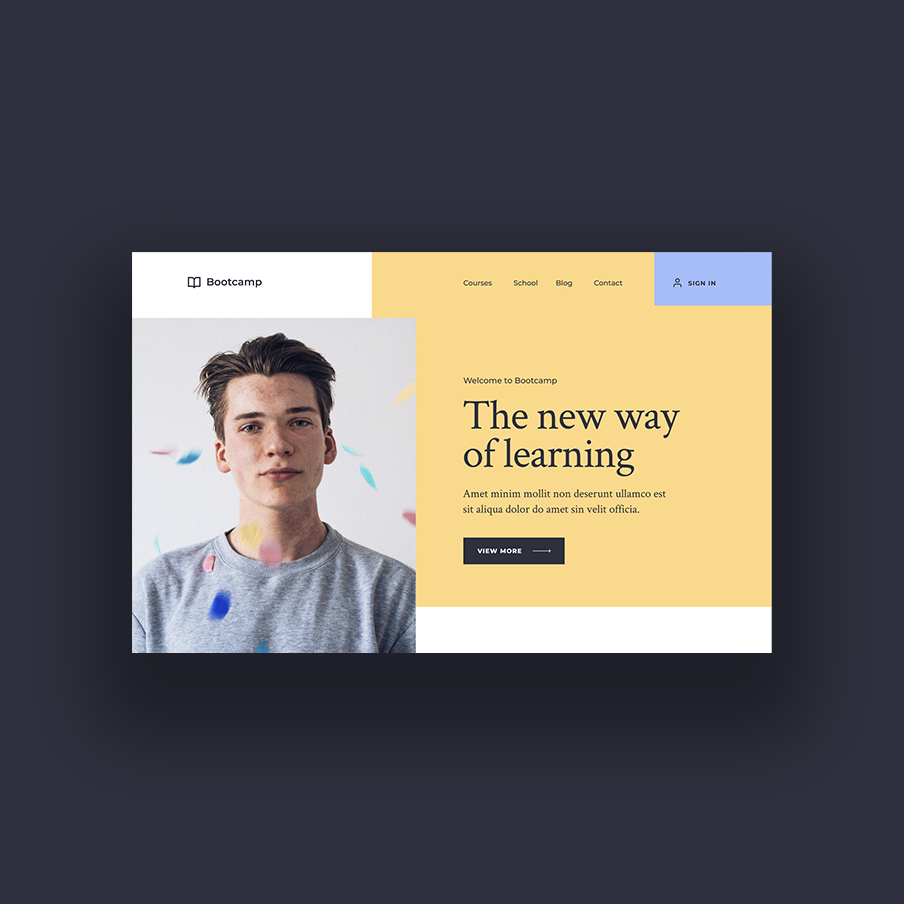 Bootcamp
Courses School Blog Contact
SIGN IN
Welcome to Bootcamp
The new way
of learning
Amet minim mollit non deserunt ullamco est
sit aliqua dolor do amet sin velit officia.
VIEW MORE